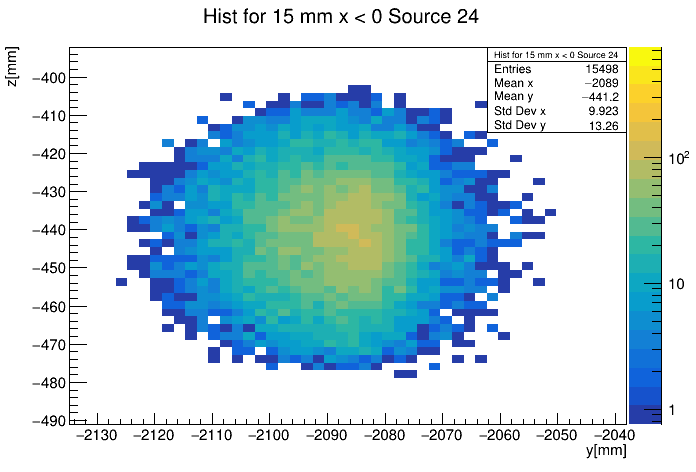 Hist for 15 mm x < 0 Source 24
z[mm]
Hist for 15 mm x < 0 Source 24
Entries 15498
Mean x −2089
Mean y −441.2
Std Dev x 9.923
Std Dev y 13.26
−400
−410
−420
−430
−440
−450
−460
−470
−480
−490
10²
10
1
−2130 −2120 −2110 −2100 −2090 −2080 −2070 −2060 −2050 −2040
y[mm]